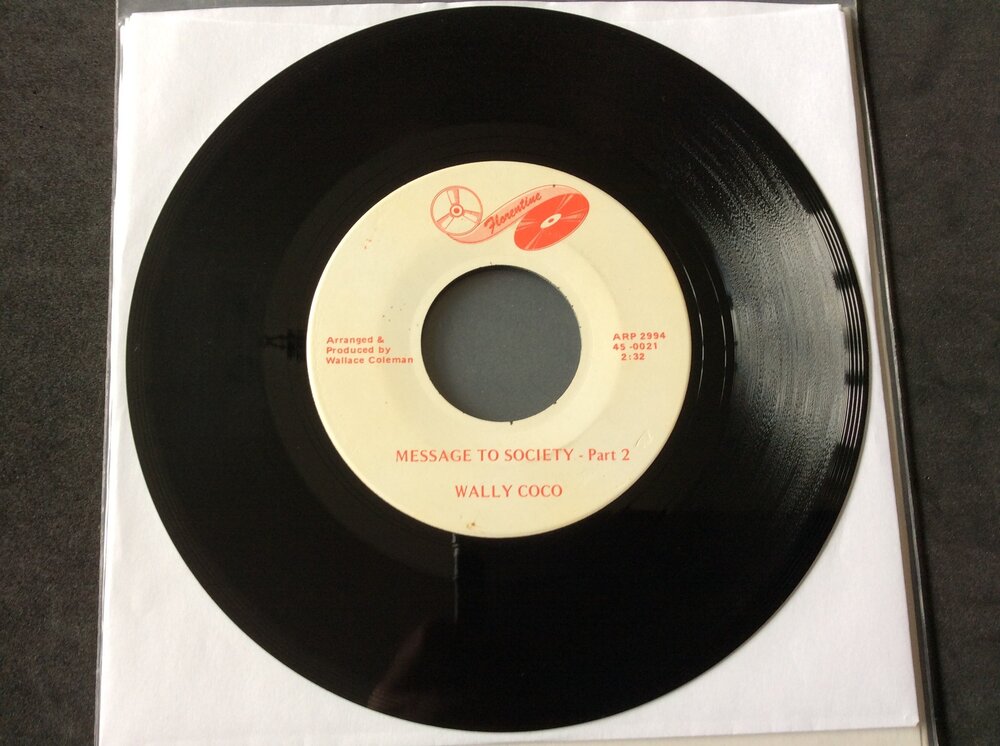 Florentine
Arranged &
Produced by
Wallace Coleman
ARP 2994
45 -0021
2:32
MESSAGE TO SOCIETY - Part 2
WALLY COCO